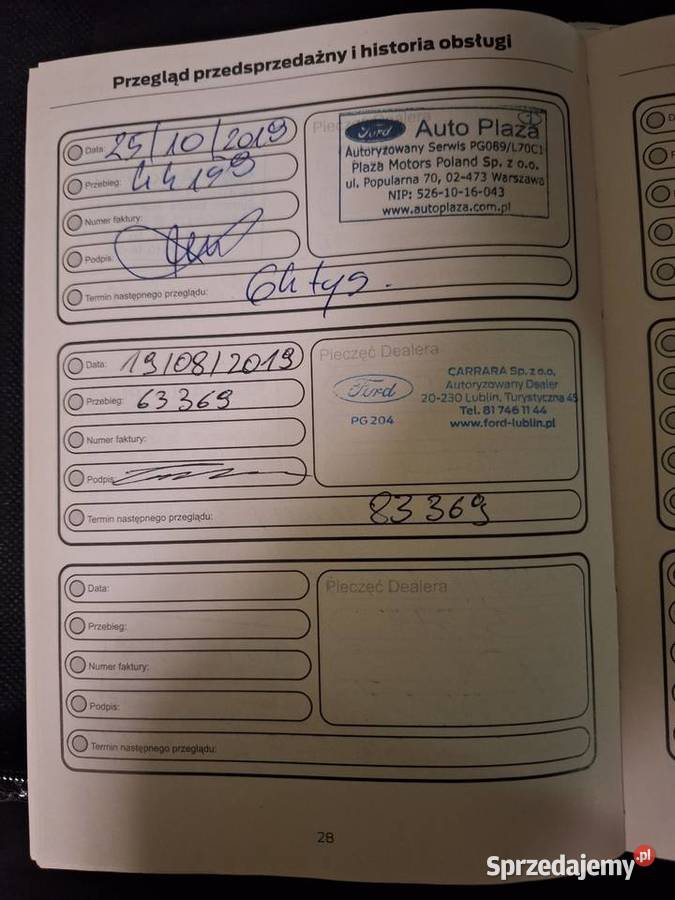 Przegląd przedsprzedażny i historia obsługi
Data: 25/10/2019
Przebieg: 44199
Numer faktury:
Podpis:
Termin następnego przeglądu: 64 tys.
Pieczęć Dealera
Ford Auto Plaza
Autoryzowany Serwis PG089/L70C1
Plaza Motors Poland Sp. z o.o.
ul. Popularna 70, 02-473 Warszawa
NIP: 526-10-16-043
www.autoplaza.com.pl
Data: 19/08/2019
Przebieg: 63369
Numer faktury:
Podpis:
Termin następnego przeglądu: 83369
Pieczęć Dealera
Ford
PG 204
CARRARA Sp. z o.o.
Autoryzowany Dealer
20-230 Lublin, Turystyczna 45
Tel. 81 746 11 44
www.ford-lublin.pl
Data:
Przebieg:
Numer faktury:
Podpis:
Termin następnego przeglądu:
Pieczęć Dealera
28
Sprzedajemy.pl